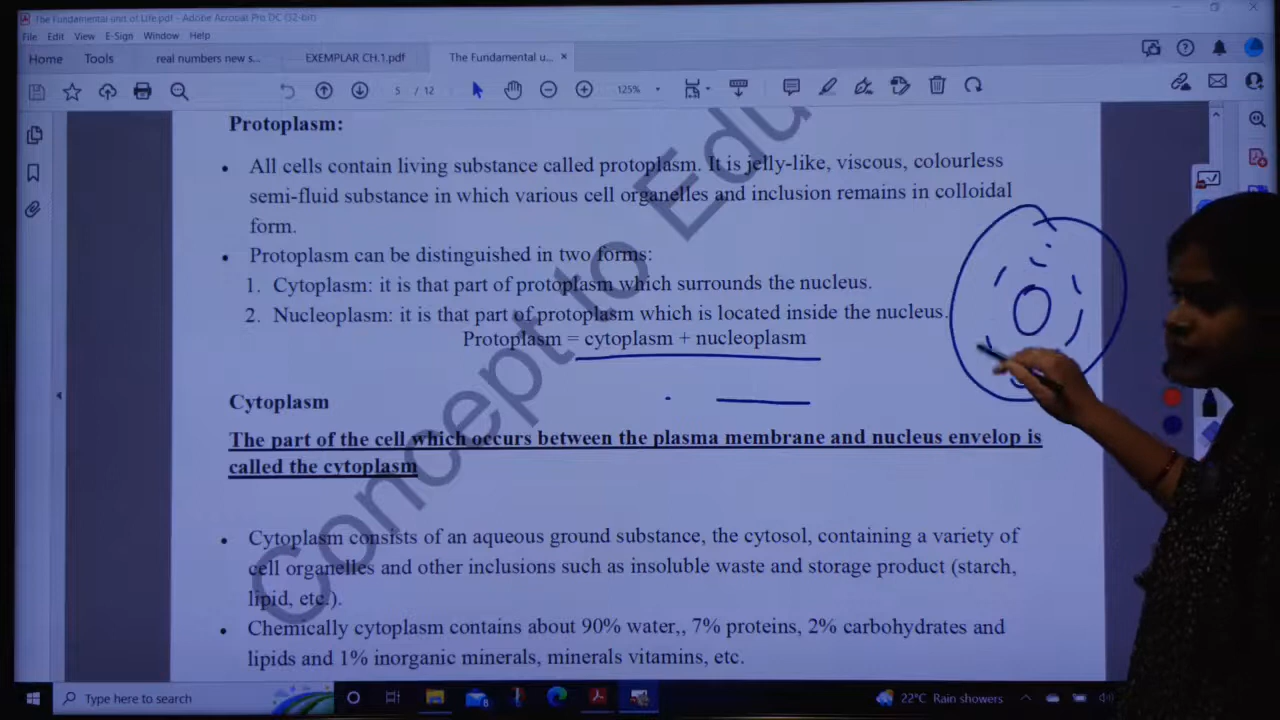 The Fundamental unit of Life.pdf - Adobe Acrobat Pro DC (32-bit)
File Edit View E-Sign Window Help
Home Tools real numbers new s... EXEMPLAR CH.1.pdf The Fundamental u... ×
5 / 12 125%
Protoplasm:
• All cells contain living substance called protoplasm. It is jelly-like, viscous, colourless
semi-fluid substance in which various cell organelles and inclusion remains in colloidal
form.
• Protoplasm can be distinguished in two forms:
1. Cytoplasm: it is that part of protoplasm which surrounds the nucleus.
2. Nucleoplasm: it is that part of protoplasm which is located inside the nucleus.
Protoplasm = cytoplasm + nucleoplasm
Cytoplasm
The part of the cell which occurs between the plasma membrane and nucleus envelop is
called the cytoplasm
• Cytoplasm consists of an aqueous ground substance, the cytosol, containing a variety of
cell organelles and other inclusions such as insoluble waste and storage product (starch,
lipid, etc.).
• Chemically cytoplasm contains about 90% water,, 7% proteins, 2% carbohydrates and
lipids and 1% inorganic minerals, minerals vitamins, etc.
Concept to Edu
Type here to search
22°C Rain showers